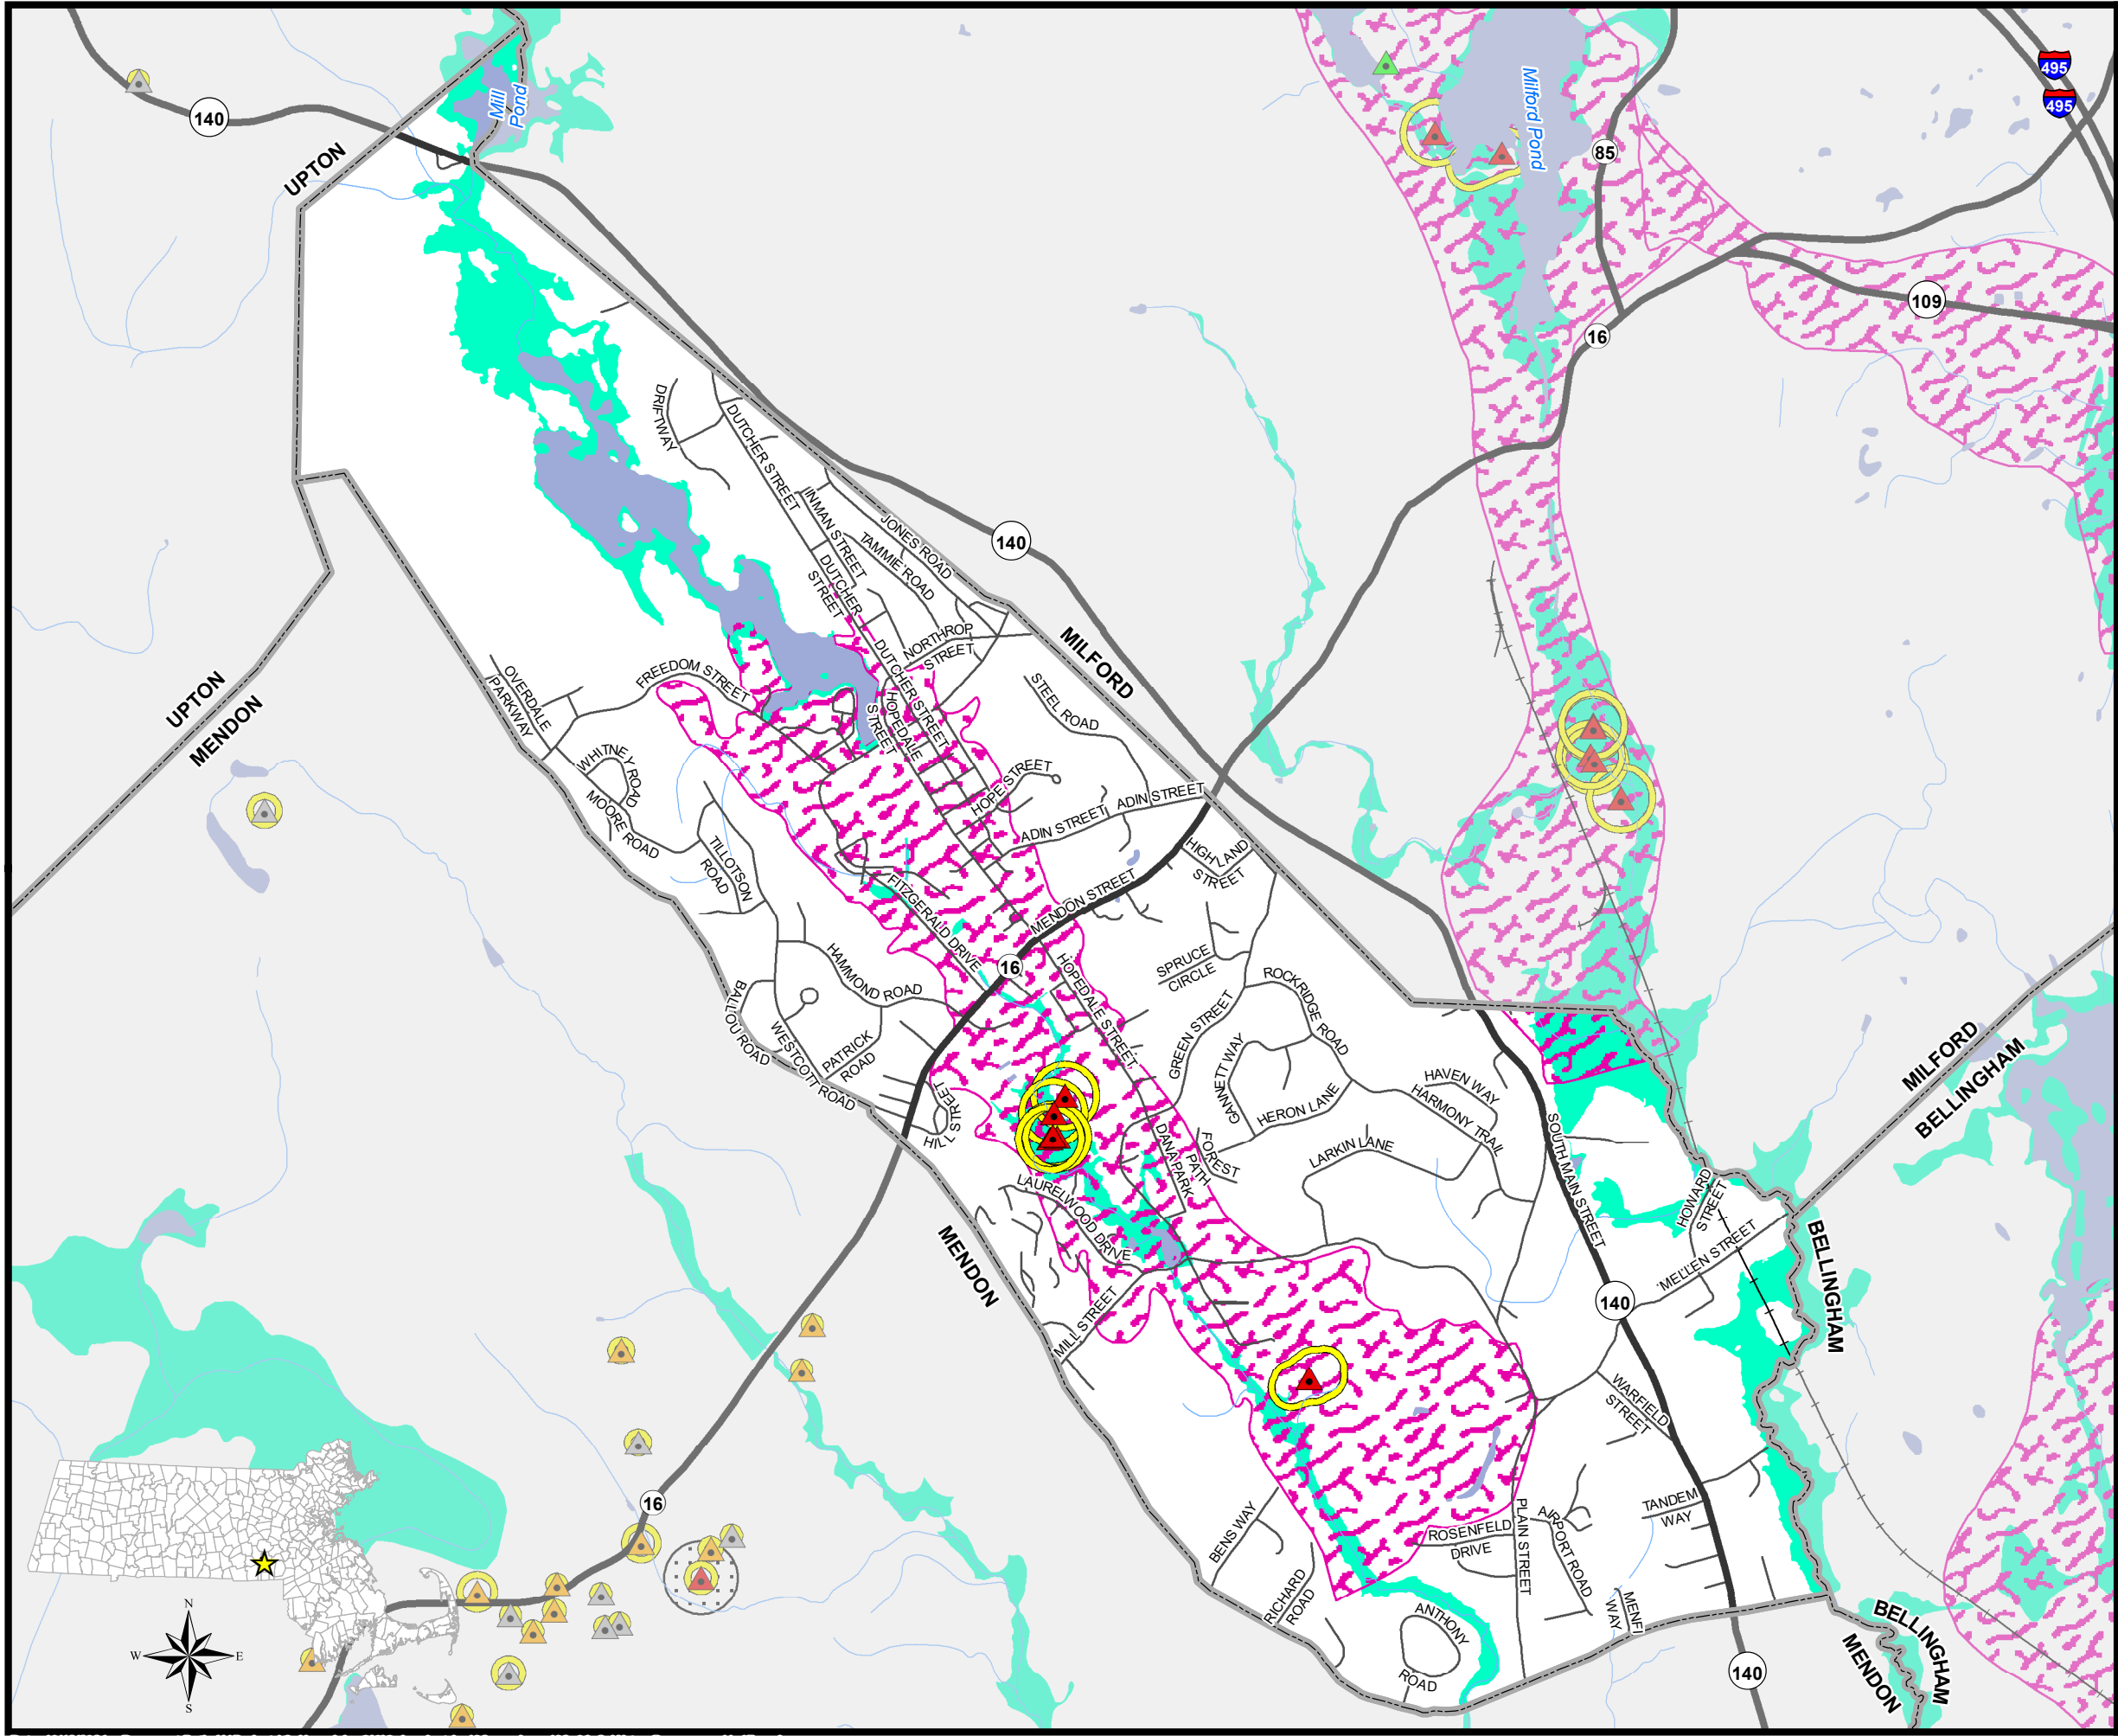 495
495
140
UPTON
Mill
Pond
Milford Pond
85
109
16
DRIFTWAY
DUTCHER STREET
INMAN STREET
JONES ROAD
TAMMIE ROAD
140
DUTCHER
STREET
NORTHROP
STREET
MILFORD
DUTCHER STREET
HOPEDALE
STREET
FREEDOM STREET
OVERDALE
PARKWAY
UPTON
MENDON
STEEL ROAD
WHITNEY ROAD
MOORE ROAD
HOPE STREET
ADIN STREET
ADIN STREET
TILLOTSON
ROAD
HIGHLAND
STREET
MENDON STREET
FITZGERALD DRIVE
16
HAMMOND ROAD
HOPEDALE STREET
SPRUCE
CIRCLE
ROCKRIDGE ROAD
GREEN STREET
BALLOU ROAD
WESTCOTT ROAD
PATRICK
ROAD
GANNETT WAY
HERON LANE
HAVEN WAY
HARMONY TRAIL
LARKIN LANE
HILL STREET
DANA PARK
FOREST
PATH
SOUTH MAIN STREET
MILFORD
BELLINGHAM
HOWARD
STREET
MELLEN STREET
BELLINGHAM
LAURELWOOD DRIVE
MENDON
MILL STREET
140
WARFIELD
STREET
16
BENS WAY
RICHARD
ROAD
ROSENFELD
DRIVE
PLAIN STREET
AIRPORT ROAD
TANDEM
WAY
MENFI
WAY
ANTHONY
ROAD
140
BELLINGHAM
MENDON
BELLINGHAM
N
W
E
S